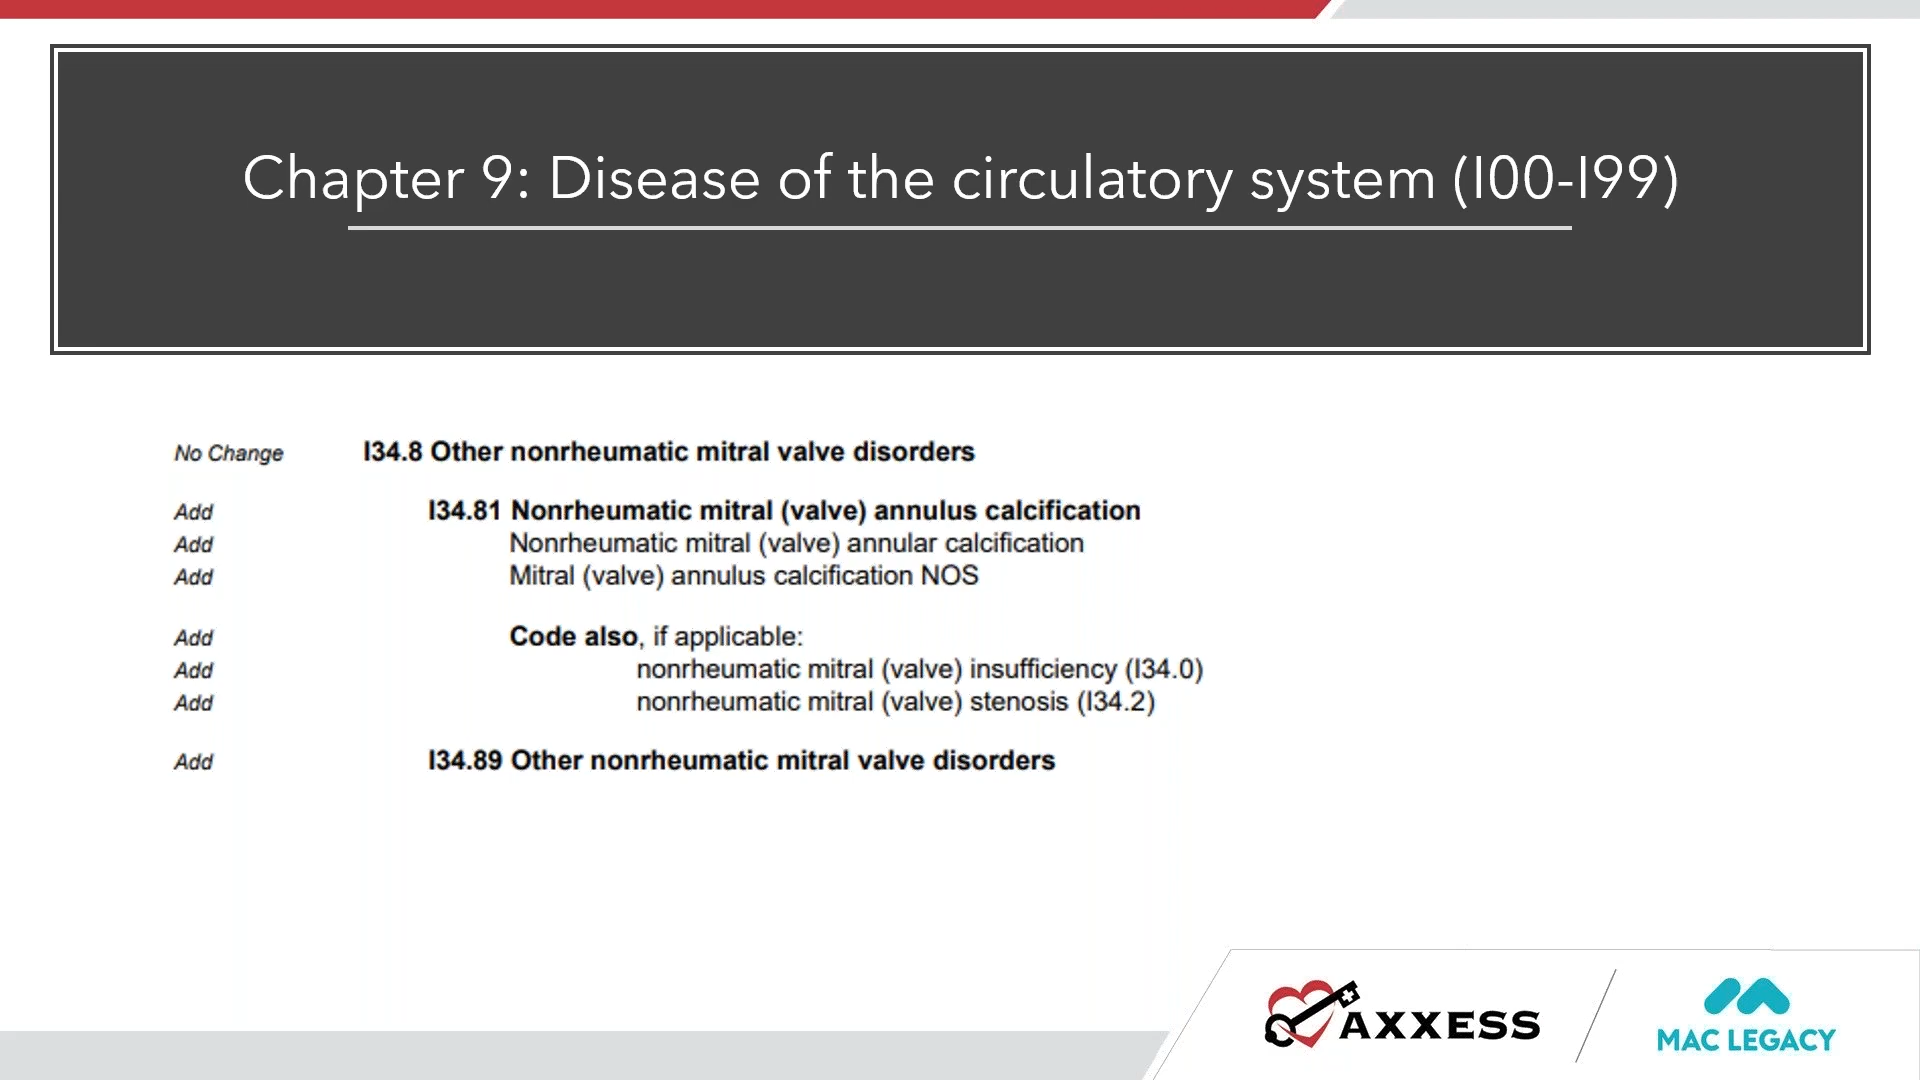 Chapter 9: Disease of the circulatory system (I00-I99)
No Change I34.8 Other nonrheumatic mitral valve disorders
Add I34.81 Nonrheumatic mitral (valve) annulus calcification
Add Nonrheumatic mitral (valve) annular calcification
Add Mitral (valve) annulus calcification NOS
Add Code also, if applicable:
Add nonrheumatic mitral (valve) insufficiency (I34.0)
Add nonrheumatic mitral (valve) stenosis (I34.2)
Add I34.89 Other nonrheumatic mitral valve disorders
AXXESS
MAC LEGACY